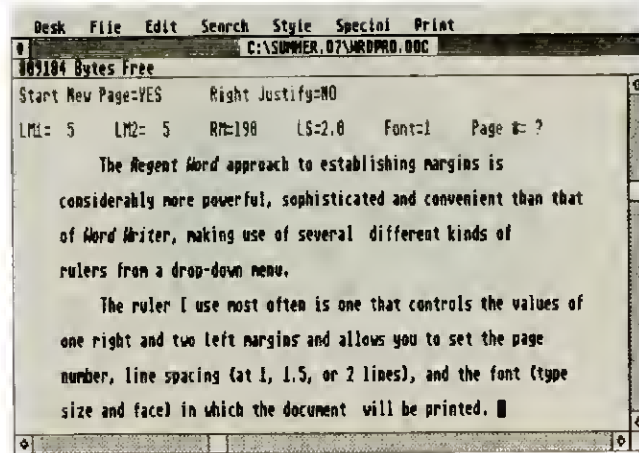 Desk File Edit Search Style Special Print
C:\SUMMER.87\WRDPRO.DOC
809184 Bytes Free
Start New Page=YES Right Justify=NO
LM1= 5 LM2= 5 RM=190 LS=2.0 Font=1 Page #= ?
The Regent Word approach to establishing margins is
considerably more powerful, sophisticated and convenient than that
of Word Writer, making use of several different kinds of
rulers from a drop-down menu.
The ruler I use most often is one that controls the values of
one right and two left margins and allows you to set the page
number, line spacing (at 1, 1.5, or 2 lines), and the font (type
size and face) in which the document will be printed.